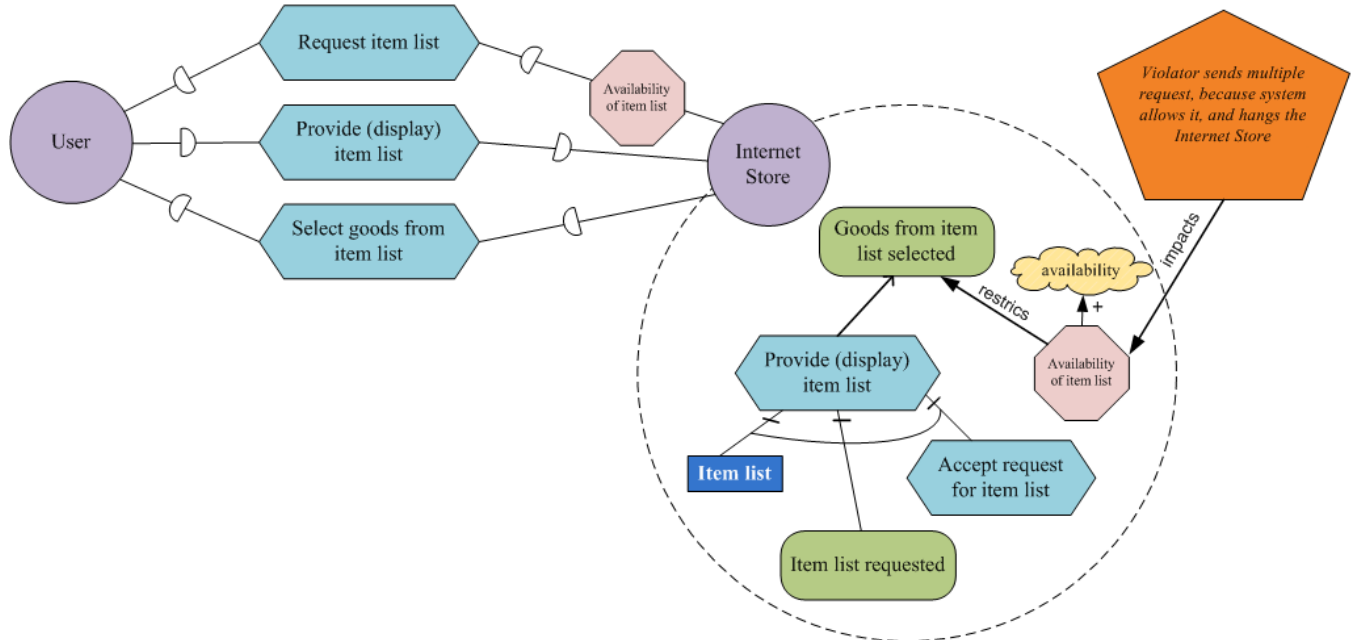 Request item list
Availability
of item list
Violator sends multiple
request, because system
allows it, and hangs the
Internet Store
User
Provide (display)
item list
Internet
Store
Select goods from
item list
Goods from item
list selected
impacts
availability
restrics
+
Provide (display)
item list
Availability
of item list
Item list
Accept request
for item list
Item list requested